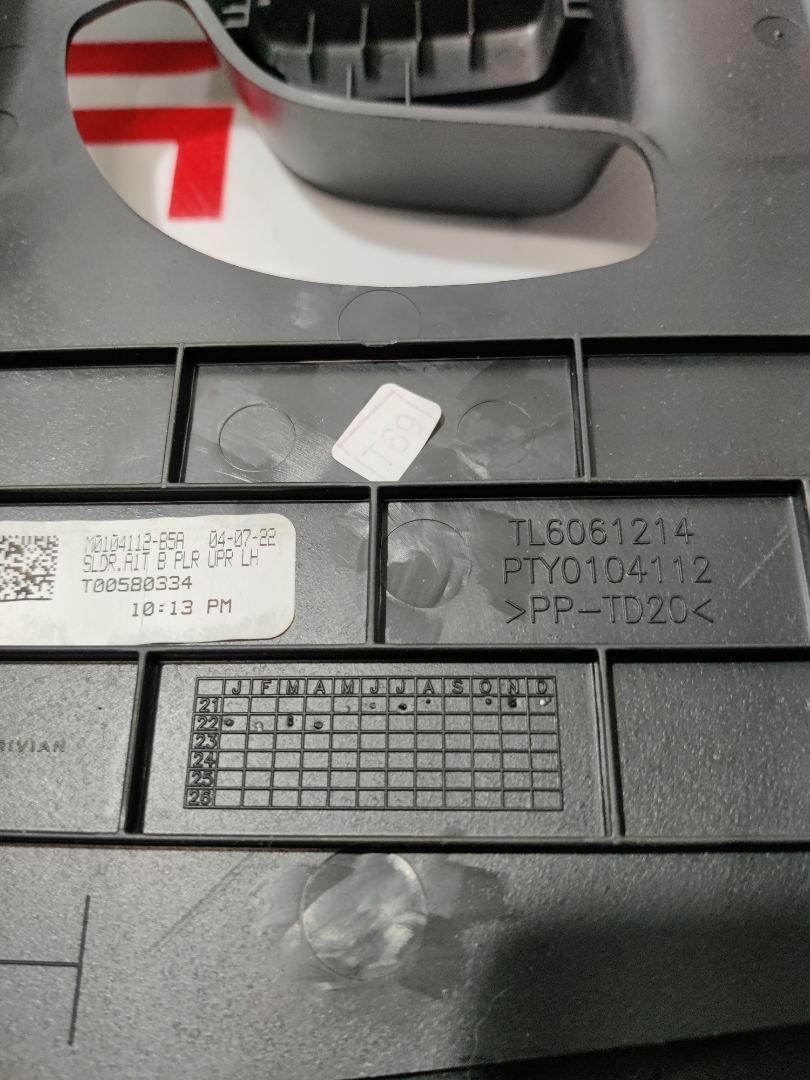 T89
M0104112-B5A 04-07-22
SLDR.AIT B PLR UPR LH
T00580334
10:13 PM
TL6061214
PTY0104112
>PP-TD20<
J F M A M J J A S O N D
21
22
23
24
25
26
RIVIAN